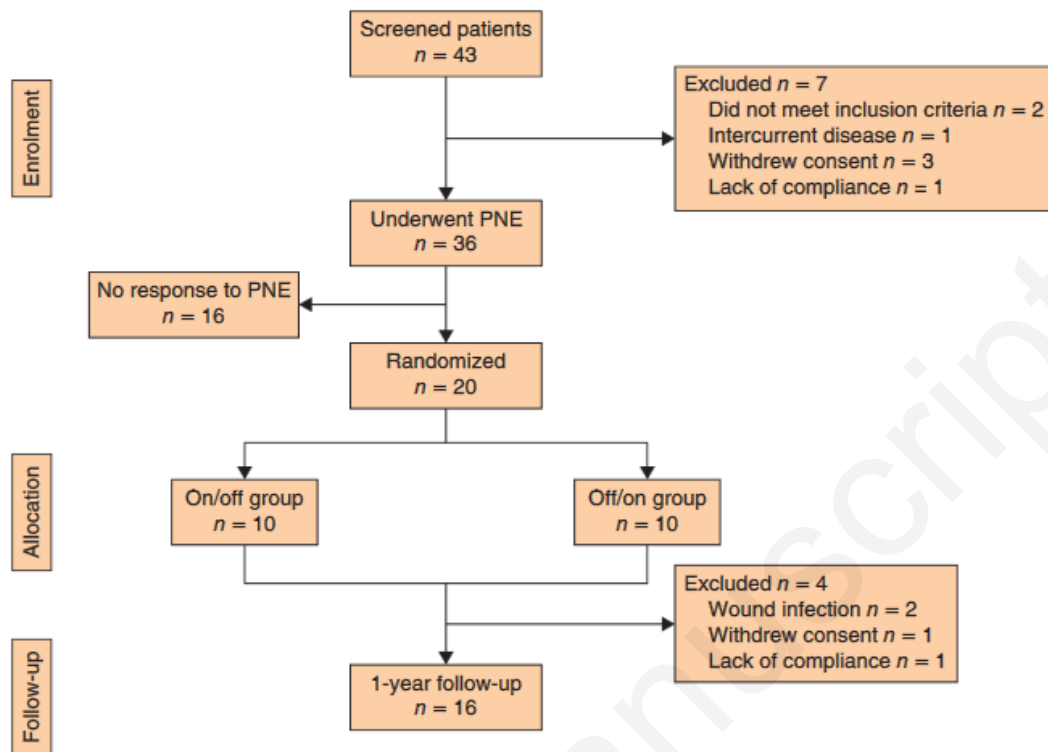 Screened patients
n = 43
Enrolment
Excluded n = 7
Did not meet inclusion criteria n = 2
Intercurrent disease n = 1
Withdrew consent n = 3
Lack of compliance n = 1
Underwent PNE
n = 36
No response to PNE
n = 16
Randomized
n = 20
Allocation
On/off group
n = 10
Off/on group
n = 10
Excluded n = 4
Wound infection n = 2
Withdrew consent n = 1
Lack of compliance n = 1
Follow-up
1-year follow-up
n = 16
anuscript